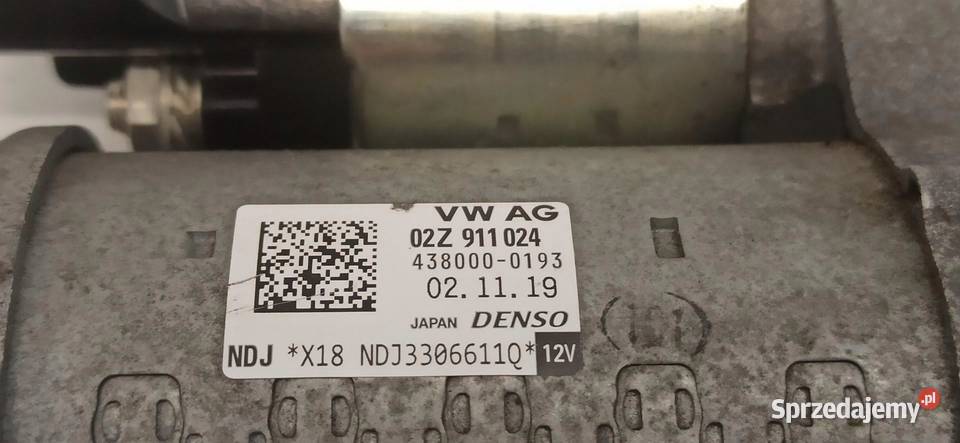 VW AG
02Z 911 024
438000-0193
02.11.19
JAPAN DENSO
NDJ *X18 NDJ3306611Q* 12V
Sprzedajemy.pl